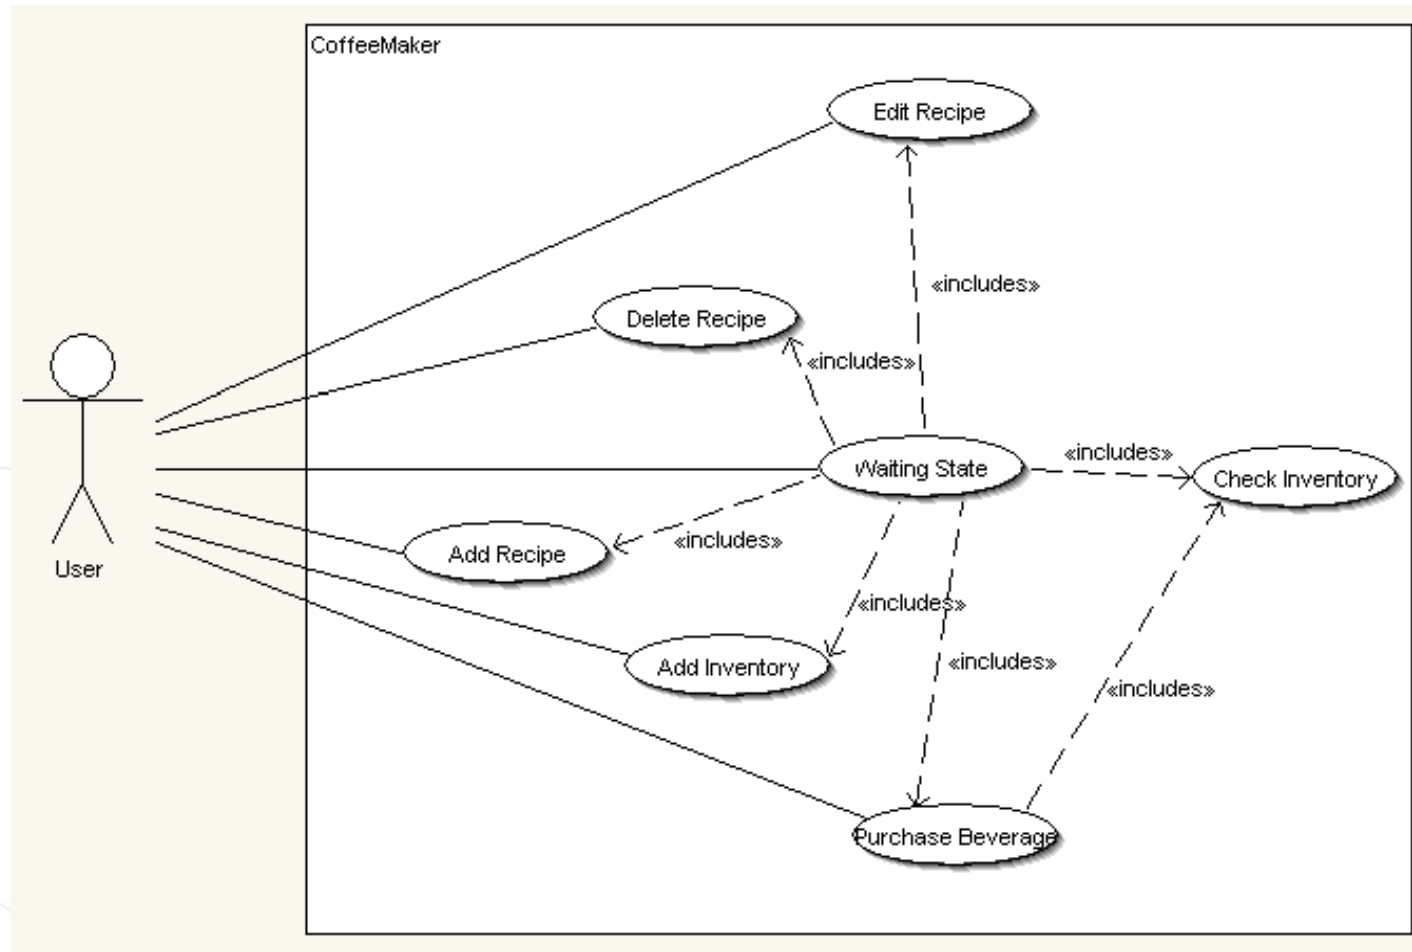 CoffeeMaker
Edit Recipe
«includes»
Delete Recipe
«includes»
Waiting State
«includes»
Check Inventory
Add Recipe
«includes»
User
«includes»
Add Inventory
«includes»
«includes»
Purchase Beverage